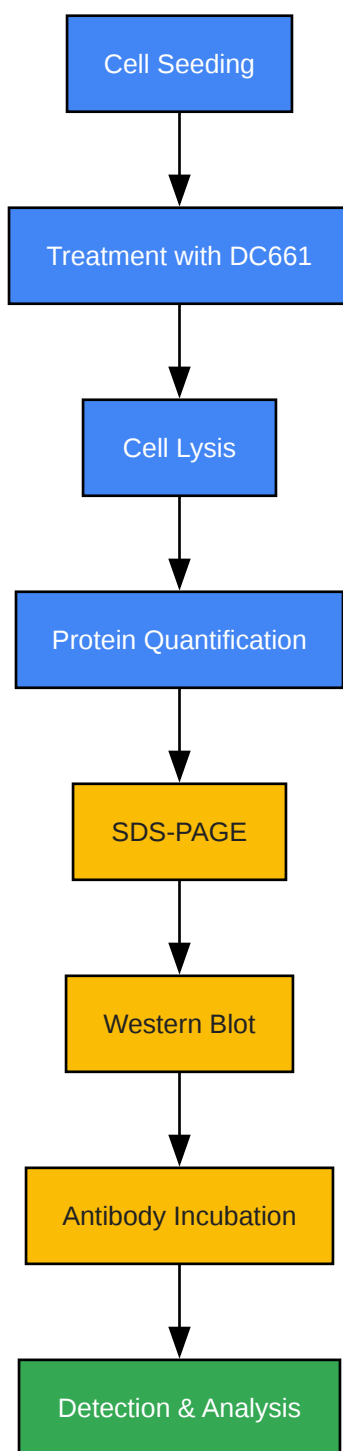 Cell Seeding
Treatment with DC661
Cell Lysis
Protein Quantification
SDS-PAGE
Western Blot
Antibody Incubation
Detection & Analysis